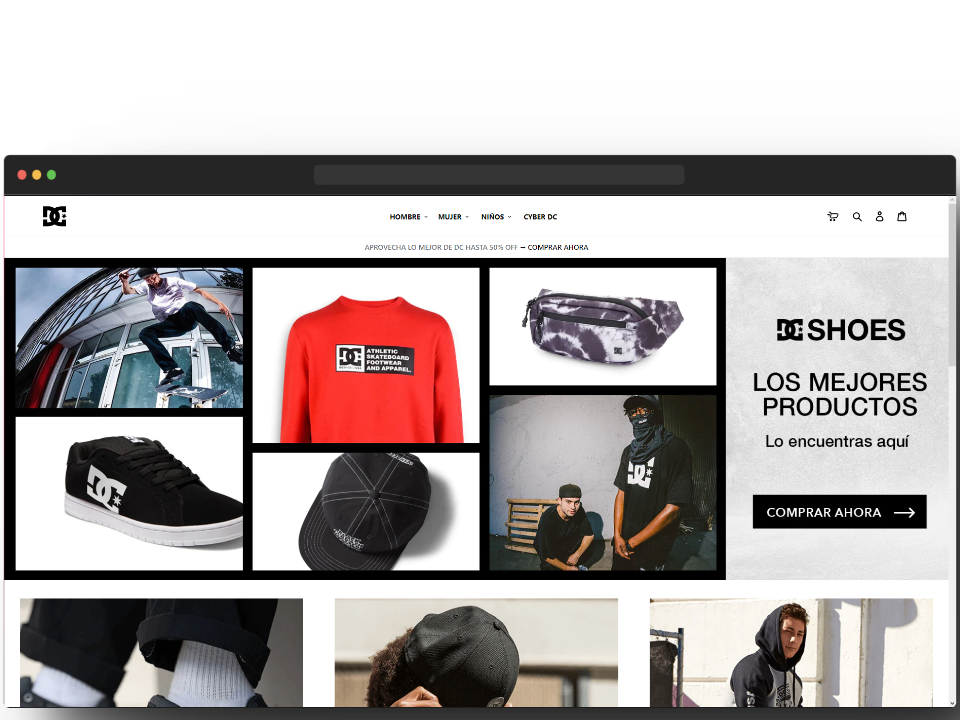 HOMBRE MUJER NIÑOS CYBER DC
APROVECHA LO MEJOR DE DC HASTA 50% OFF — COMPRAR AHORA
DC
ATHLETIC
SKATEBOARD
FOOTWEAR
AND APPAREL.
DC SHOES
LOS MEJORES
PRODUCTOS
Lo encuentras aquí
COMPRAR AHORA